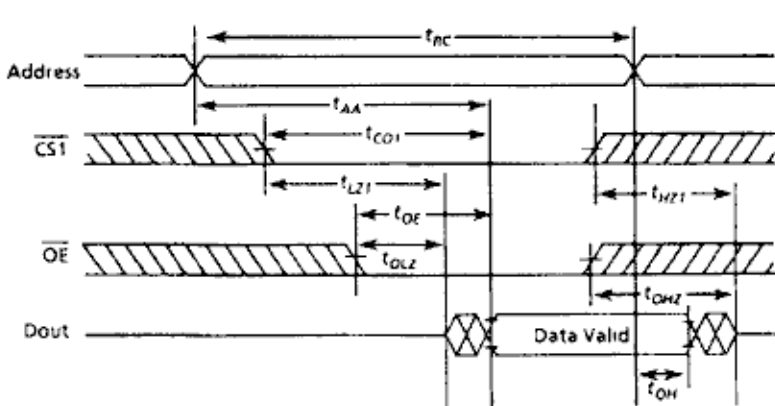 tRC
Address
tAA
CS1
tCO1
tLZ1
tHZ1
tOE
OE
tOLZ
tOHZ
Dout
Data Valid
tOH